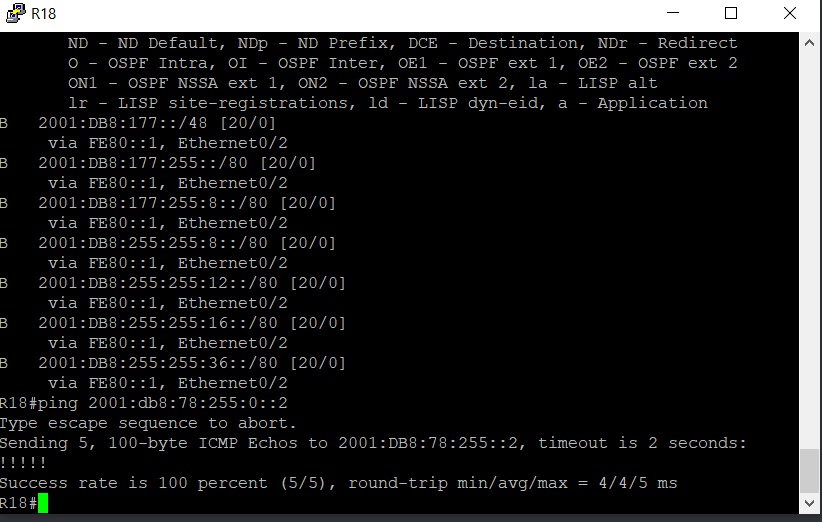 R18
ND - ND Default, NDp - ND Prefix, DCE - Destination, NDr - Redirect
O - OSPF Intra, OI - OSPF Inter, OE1 - OSPF ext 1, OE2 - OSPF ext 2
ON1 - OSPF NSSA ext 1, ON2 - OSPF NSSA ext 2, la - LISP alt
lr - LISP site-registrations, ld - LISP dyn-eid, a - Application
B   2001:DB8:177::/48 [20/0]
     via FE80::1, Ethernet0/2
B   2001:DB8:177:255::/80 [20/0]
     via FE80::1, Ethernet0/2
B   2001:DB8:177:255:8::/80 [20/0]
     via FE80::1, Ethernet0/2
B   2001:DB8:255:255:8::/80 [20/0]
     via FE80::1, Ethernet0/2
B   2001:DB8:255:255:12::/80 [20/0]
     via FE80::1, Ethernet0/2
B   2001:DB8:255:255:16::/80 [20/0]
     via FE80::1, Ethernet0/2
B   2001:DB8:255:255:36::/80 [20/0]
     via FE80::1, Ethernet0/2
R18#ping 2001:db8:78:255:0::2
Type escape sequence to abort.
Sending 5, 100-byte ICMP Echos to 2001:DB8:78:255::2, timeout is 2 seconds:
!!!!!
Success rate is 100 percent (5/5), round-trip min/avg/max = 4/4/5 ms
R18#